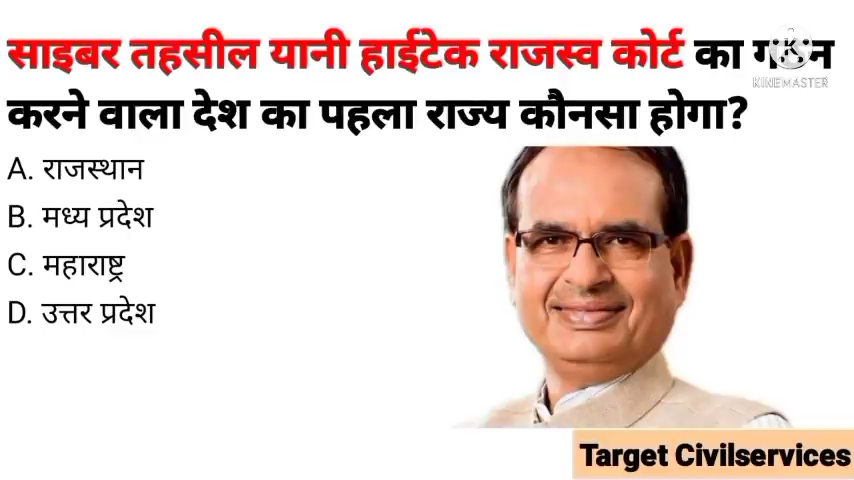 साइबर तहसील यानी हाईटेक राजस्व कोर्ट का
KINEMASTER
करने वाला देश का पहला राज्य कौनसा होगा?
A. राजस्थान
B. मध्य प्रदेश
C. महाराष्ट्र
D. उत्तर प्रदेश
Target Civilservices